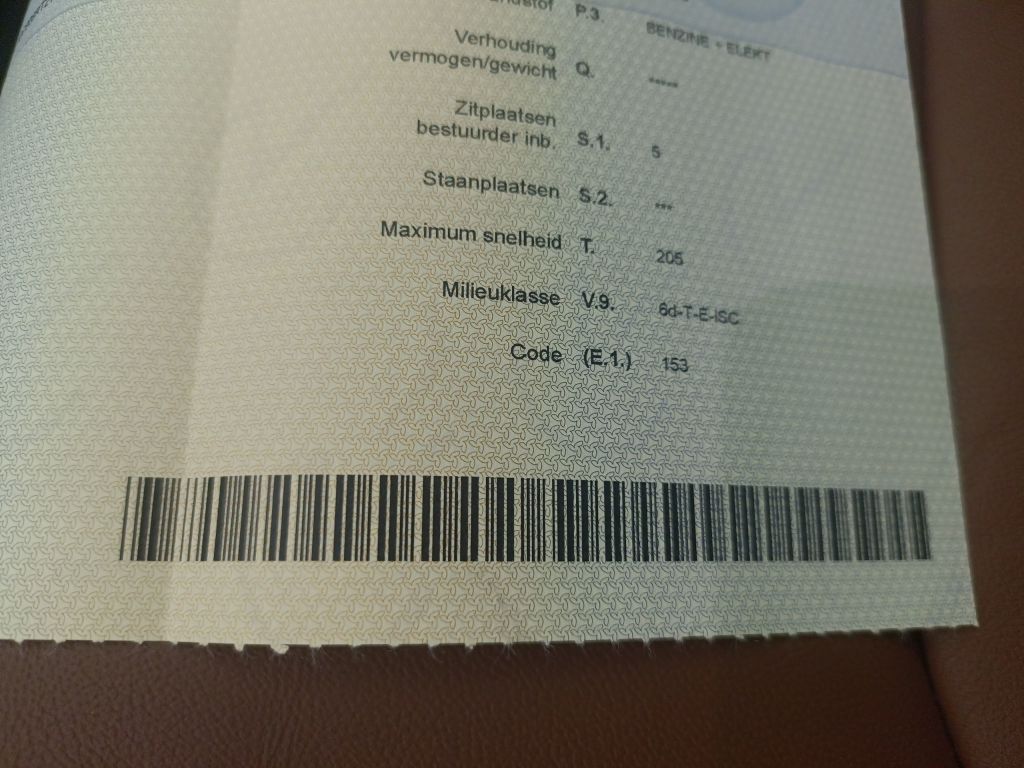 P.3. BENZINE + ELEKT
Verhouding
vermogen/gewicht Q. *****
Zitplaatsen
bestuurder inb. S.1. 5
Staanplaatsen S.2. ***
Maximum snelheid T. 205
Milieuklasse V.9. 6d-T-E-ISC
Code (E.1.) 153